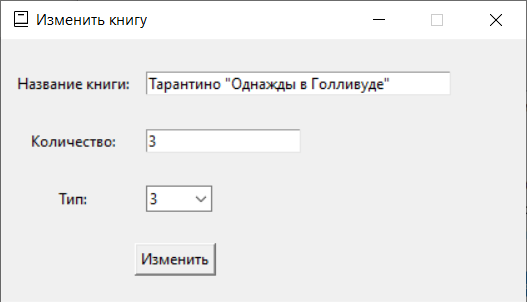 Изменить книгу
Название книги: Тарантино "Однажды в Голливуде"
Количество: 3
Тип: 3
Изменить